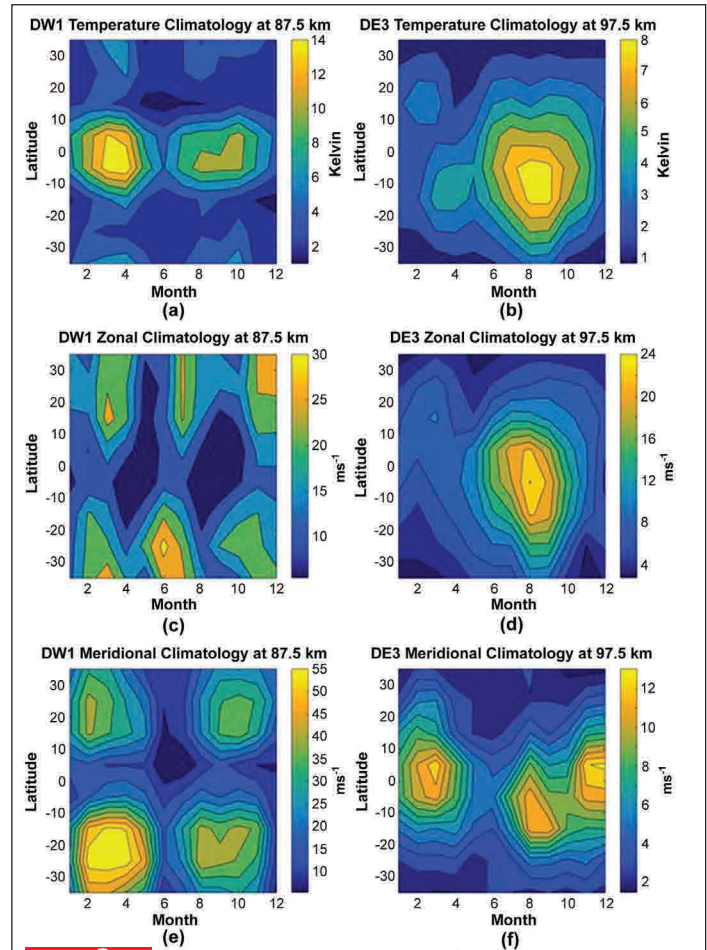 DW1 Temperature Climatology at 87.5 km
30
20
10
0
-10
-20
-30
Latitude
2 4 6 8 10 12
Month
14
12
10
8
6
4
2
Kelvin
(a)
DE3 Temperature Climatology at 97.5 km
30
20
10
0
-10
-20
-30
Latitude
2 4 6 8 10 12
Month
8
7
6
5
4
3
2
1
Kelvin
(b)
DW1 Zonal Climatology at 87.5 km
30
20
10
0
-10
-20
-30
Latitude
2 4 6 8 10 12
Month
30
25
20
15
10
ms-1
(c)
DE3 Zonal Climatology at 97.5 km
30
20
10
0
-10
-20
-30
Latitude
2 4 6 8 10 12
Month
24
20
16
12
8
4
ms-1
(d)
DW1 Meridional Climatology at 87.5 km
30
20
10
0
-10
-20
-30
Latitude
2 4 6 8 10 12
Month
55
50
45
40
35
30
25
20
15
10
ms-1
(e)
DE3 Meridional Climatology at 97.5 km
30
20
10
0
-10
-20
-30
Latitude
2 4 6 8 10 12
Month
12
10
8
6
4
2
ms-1
(f)